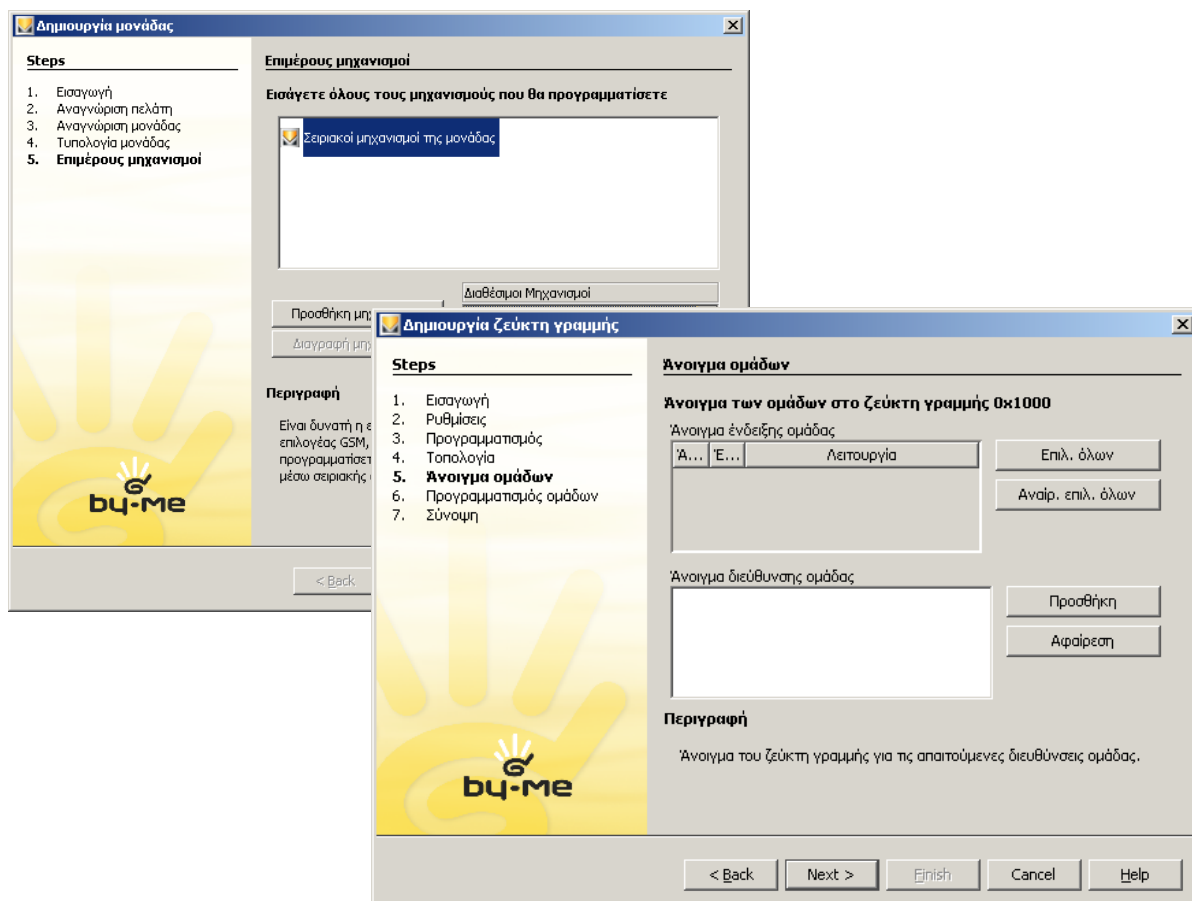 Δημιουργία μονάδας
Steps
1. Εισαγωγή
2. Αναγνώριση πελάτη
3. Αναγνώριση μονάδας
4. Τυπολογία μονάδας
5. Επιμέρους μηχανισμοί
Επιμέρους μηχανισμοί
Εισάγετε όλους τους μηχανισμούς που θα προγραμματίσετε
Σειριακοί μηχανισμοί της μονάδας
Διαθέσιμοι Μηχανισμοί
Προσθήκη μη
Διαγραφή μη
Περιγραφή
Είναι δυνατή η ε
επιλογέας GSM,
προγραμματίσετ
μέσω σειριακής
by-me
< Back
Δημιουργία ζεύκτη γραμμής
Steps
1. Εισαγωγή
2. Ρυθμίσεις
3. Προγραμματισμός
4. Τοπολογία
5. Άνοιγμα ομάδων
6. Προγραμματισμός ομάδων
7. Σύνοψη
by-me
Άνοιγμα ομάδων
Άνοιγμα των ομάδων στο ζεύκτη γραμμής 0x1000
Άνοιγμα ένδειξης ομάδας
Ά... Έ... Λειτουργία
Επιλ. όλων
Αναίρ. επιλ. όλων
Άνοιγμα διεύθυνσης ομάδας
Προσθήκη
Αφαίρεση
Περιγραφή
Άνοιγμα του ζεύκτη γραμμής για τις απαιτούμενες διευθύνσεις ομάδας.
< Back Next > Finish Cancel Help